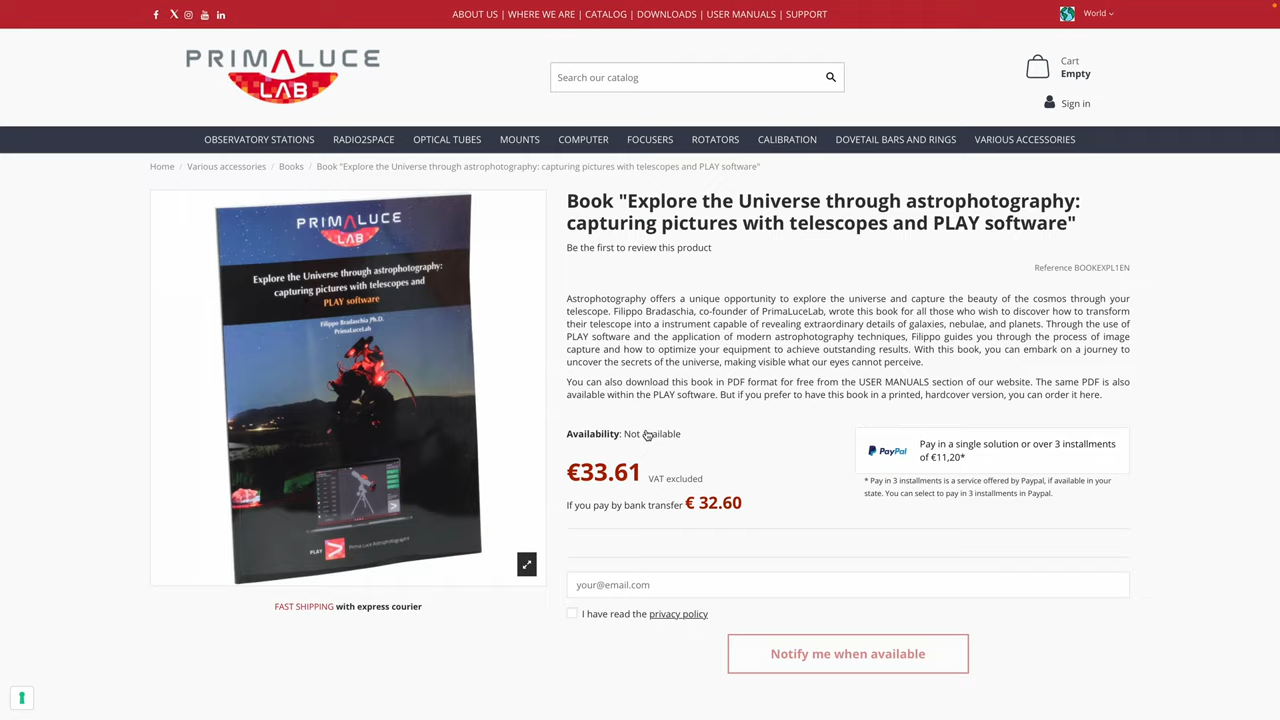 ABOUT US | WHERE WE ARE | CATALOG | DOWNLOADS | USER MANUALS | SUPPORT
World
PRIMALUCE
LAB
Search our catalog
Cart
Empty
Sign in
OBSERVATORY STATIONS RADIO2SPACE OPTICAL TUBES MOUNTS COMPUTER FOCUSERS ROTATORS CALIBRATION DOVETAIL BARS AND RINGS VARIOUS ACCESSORIES
Home / Various accessories / Books / Book "Explore the Universe through astrophotography: capturing pictures with telescopes and PLAY software"
PRIMALUCE
LAB
Explore the Universe through astrophotography:
capturing pictures with telescopes and
PLAY software
Filippo Bradaschia Ph.D.
PrimaLuceLab
PLAY
FAST SHIPPING with express courier
Book "Explore the Universe through astrophotography:
capturing pictures with telescopes and PLAY software"
Be the first to review this product
Reference BOOKEXPL1EN
Astrophotography offers a unique opportunity to explore the universe and capture the beauty of the cosmos through your
telescope. Filippo Bradaschia, co-founder of PrimaLuceLab, wrote this book for all those who wish to discover how to transform
their telescope into a instrument capable of revealing extraordinary details of galaxies, nebulae, and planets. Through the use of
PLAY software and the application of modern astrophotography techniques, Filippo guides you through the process of image
capture and how to optimize your equipment to achieve outstanding results. With this book, you can embark on a journey to
uncover the secrets of the universe, making visible what our eyes cannot perceive.
You can also download this book in PDF format for free from the USER MANUALS section of our website. The same PDF is also
available within the PLAY software. But if you prefer to have this book in a printed, hardcover version, you can order it here.
Availability: Not available
€33.61 VAT excluded
If you pay by bank transfer € 32.60
PayPal
Pay in a single solution or over 3 installments
of €11,20*
* Pay in 3 installments is a service offered by Paypal, if available in your
state. You can select to pay in 3 installments in Paypal.
your@email.com
I have read the privacy policy
Notify me when available